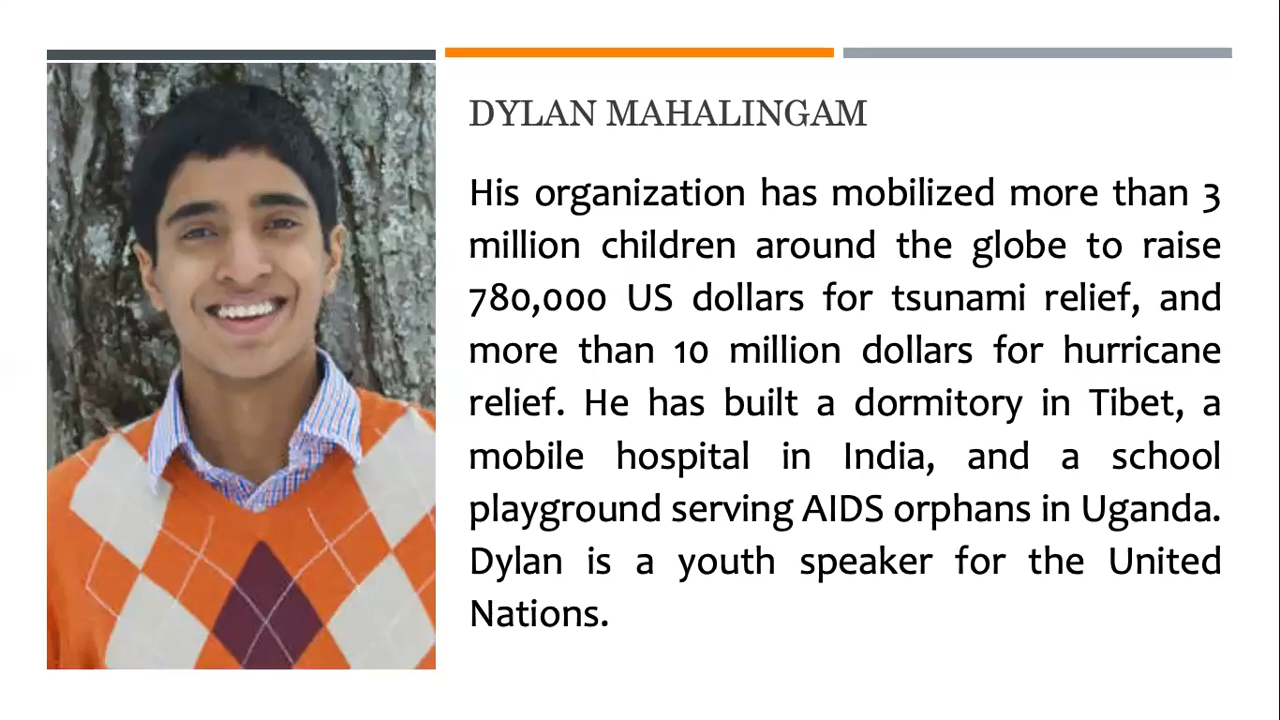 DYLAN MAHALINGAM
His organization has mobilized more than 3
million children around the globe to raise
780,000 US dollars for tsunami relief, and
more than 10 million dollars for hurricane
relief. He has built a dormitory in Tibet, a
mobile hospital in India, and a school
playground serving AIDS orphans in Uganda.
Dylan is a youth speaker for the United
Nations.